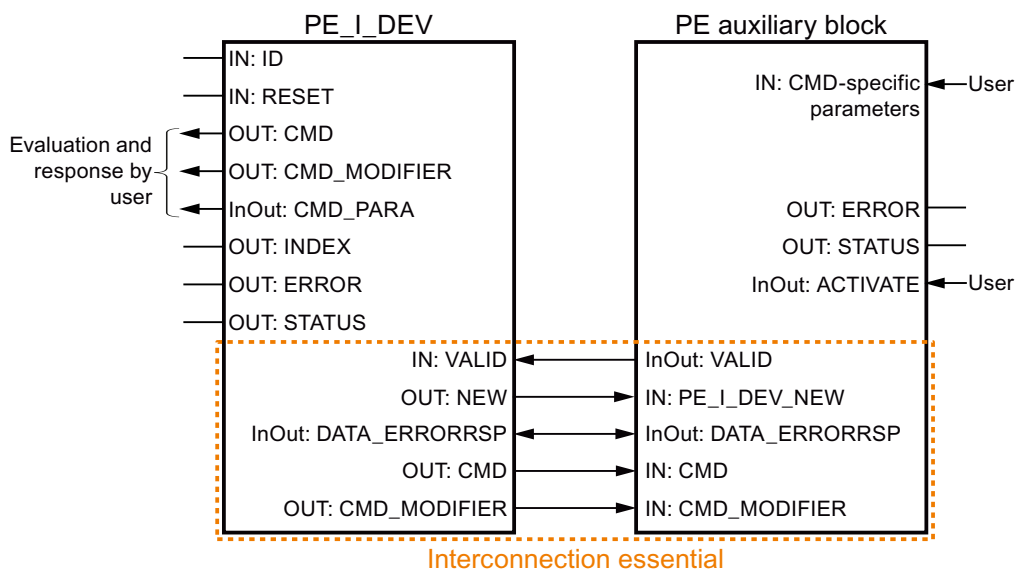 PE_I_DEV
PE auxiliary block
IN: ID
IN: RESET
OUT: CMD
OUT: CMD_MODIFIER
InOut: CMD_PARA
OUT: INDEX
OUT: ERROR
OUT: STATUS
Evaluation and
response by
user
IN: CMD-specific
parameters
User
OUT: ERROR
OUT: STATUS
InOut: ACTIVATE
User
IN: VALID
InOut: VALID
OUT: NEW
IN: PE_I_DEV_NEW
InOut: DATA_ERRORRSP
InOut: DATA_ERRORRSP
OUT: CMD
IN: CMD
OUT: CMD_MODIFIER
IN: CMD_MODIFIER
Interconnection essential